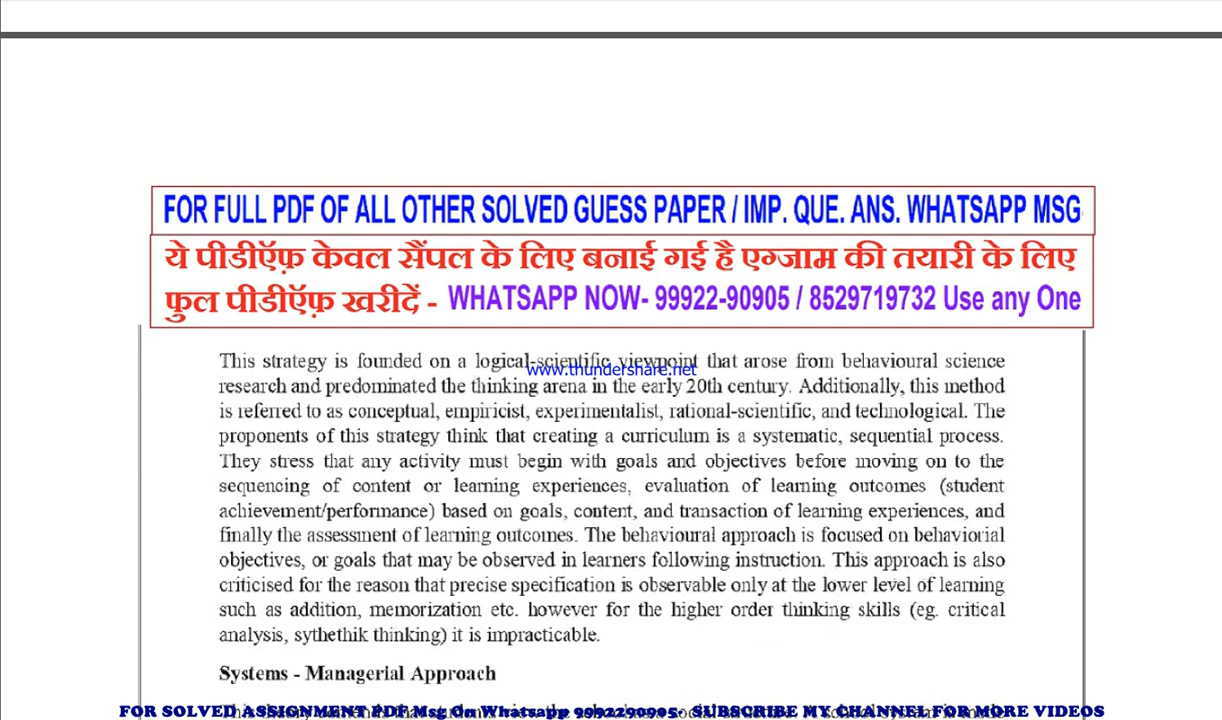 FOR FULL PDF OF ALL OTHER SOLVED GUESS PAPER / IMP. QUE. ANS. WHATSAPP MSG
ये पीडीऍफ़ केवल सैंपल के लिए बनाई गई है एग्जाम की तयारी के लिए
फुल पीडीऍफ़ खरीदें - WHATSAPP NOW- 99922-90905 / 8529719732 Use any One
This strategy is founded on a logical-scientific viewpoint that arose from behavioural science
www.thundershare.net
research and predominated the thinking arena in the early 20th century. Additionally, this method
is referred to as conceptual, empiricist, experimentalist, rational-scientific, and technological. The
proponents of this strategy think that creating a curriculum is a systematic, sequential process.
They stress that any activity must begin with goals and objectives before moving on to the
sequencing of content or learning experiences, evaluation of learning outcomes (student
achievement/performance) based on goals, content, and transaction of learning experiences, and
finally the assessment of learning outcomes. The behavioural approach is focused on behaviorial
objectives, or goals that may be observed in learners following instruction. This approach is also
criticised for the reason that precise specification is observable only at the lower level of learning
such as addition, memorization etc. however for the higher order thinking skills (eg. critical
analysis, sythethik thinking) it is impracticable.
Systems - Managerial Approach
FOR SOLVED ASSIGNMENT PDF Msg On Whatsapp 9992290905- SUBSCRIBE MY CHANNEL FOR MORE VIDEOS